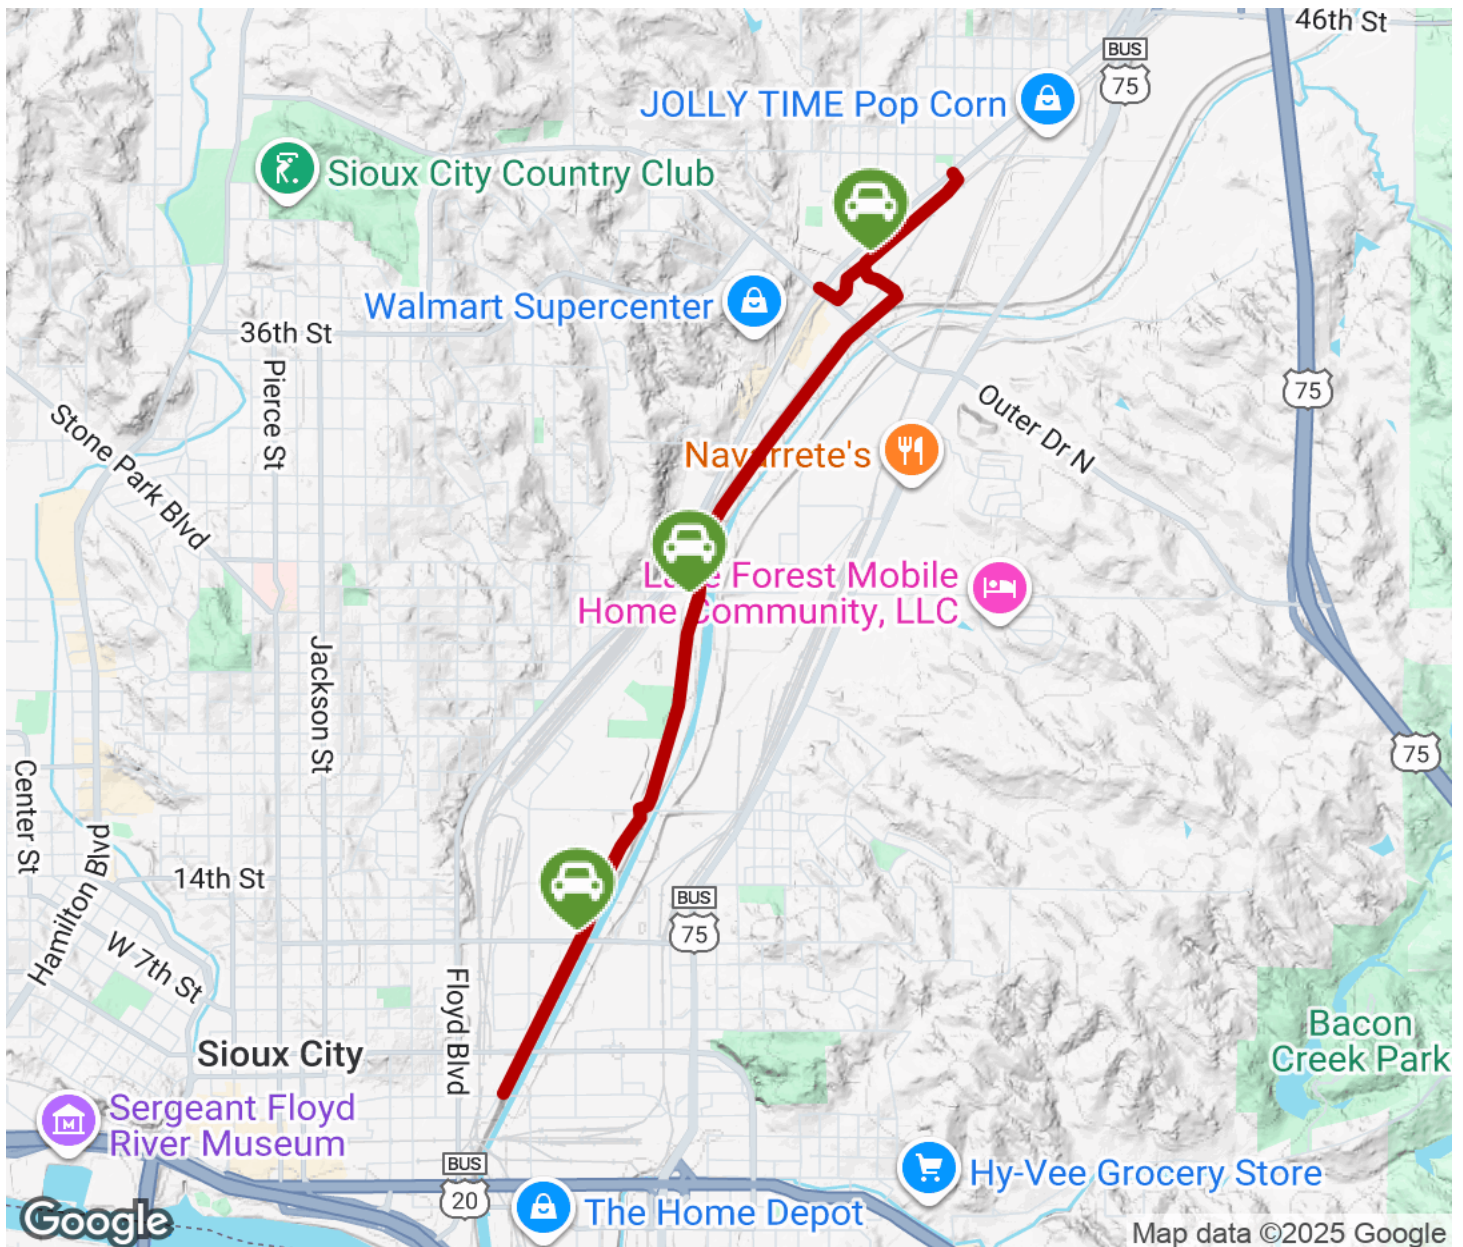 46th St
BUS
75
JOLLY TIME Pop Corn
Sioux City Country Club
Walmart Supercenter
36th St
Pierce St
75
Outer Dr N
Stone Park Blvd
Navarrete's
Lake Forest Mobile
Home Community, LLC
Jackson St
75
Center St
Hamilton Blvd
14th St
BUS
75
W 7th St
Floyd Blvd
Sioux City
Bacon
Creek Park
Sergeant Floyd
River Museum
BUS
20
Hy-Vee Grocery Store
The Home Depot
Google
Map data ©2025 Google